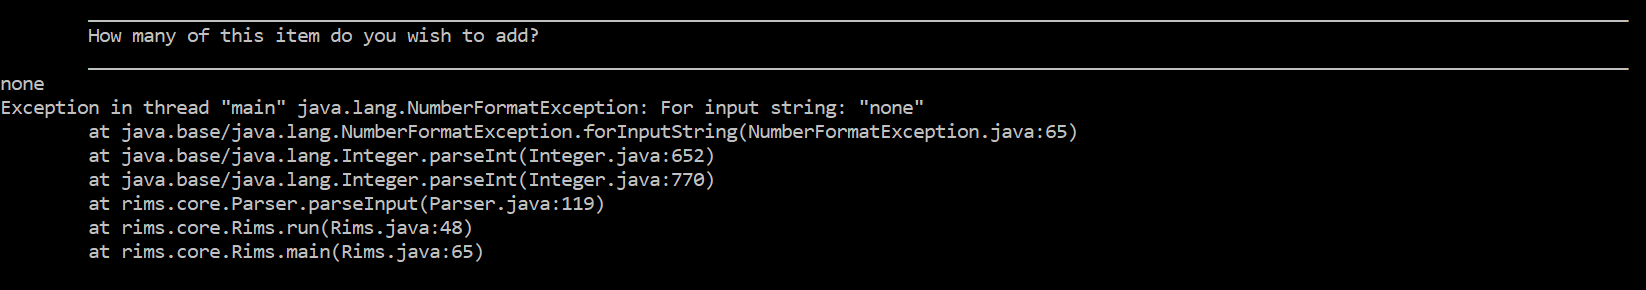 How many of this item do you wish to add?
none
Exception in thread "main" java.lang.NumberFormatException: For input string: "none"
at java.base/java.lang.NumberFormatException.forInputString(NumberFormatException.java:65)
at java.base/java.lang.Integer.parseInt(Integer.java:652)
at java.base/java.lang.Integer.parseInt(Integer.java:770)
at rims.core.Parser.parseInput(Parser.java:119)
at rims.core.Rims.run(Rims.java:48)
at rims.core.Rims.main(Rims.java:65)